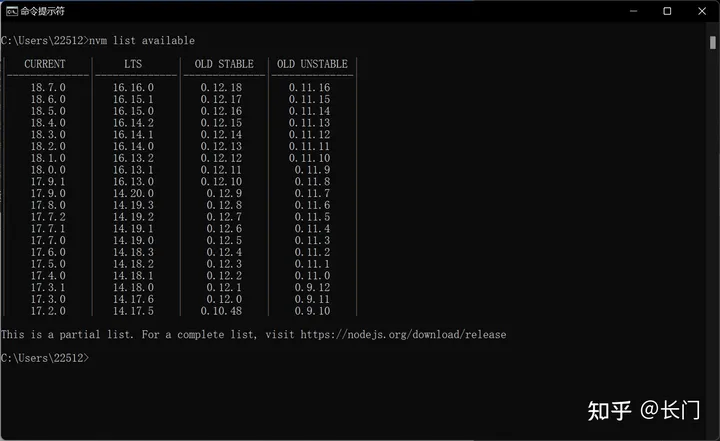 命令提示符
C:\Users\22512>nvm list available
CURRENT | LTS | OLD STABLE | OLD UNSTABLE
18.7.0 | 16.16.0 | 0.12.18 | 0.11.16
18.6.0 | 16.15.1 | 0.12.17 | 0.11.15
18.5.0 | 16.15.0 | 0.12.16 | 0.11.14
18.4.0 | 16.14.2 | 0.12.15 | 0.11.13
18.3.0 | 16.14.1 | 0.12.14 | 0.11.12
18.2.0 | 16.14.0 | 0.12.13 | 0.11.11
18.1.0 | 16.13.2 | 0.12.12 | 0.11.10
18.0.0 | 16.13.1 | 0.12.11 | 0.11.9
17.9.1 | 16.13.0 | 0.12.10 | 0.11.8
17.9.0 | 14.20.0 | 0.12.9 | 0.11.7
17.8.0 | 14.19.3 | 0.12.8 | 0.11.6
17.7.2 | 14.19.2 | 0.12.7 | 0.11.5
17.7.1 | 14.19.1 | 0.12.6 | 0.11.4
17.7.0 | 14.19.0 | 0.12.5 | 0.11.3
17.6.0 | 14.18.3 | 0.12.4 | 0.11.2
17.5.0 | 14.18.2 | 0.12.3 | 0.11.1
17.4.0 | 14.18.1 | 0.12.2 | 0.11.0
17.3.1 | 14.18.0 | 0.12.1 | 0.9.12
17.3.0 | 14.17.6 | 0.12.0 | 0.9.11
17.2.0 | 14.17.5 | 0.10.48 | 0.9.10
This is a partial list. For a complete list, visit https://nodejs.org/download/release
C:\Users\22512>
知乎 @长门